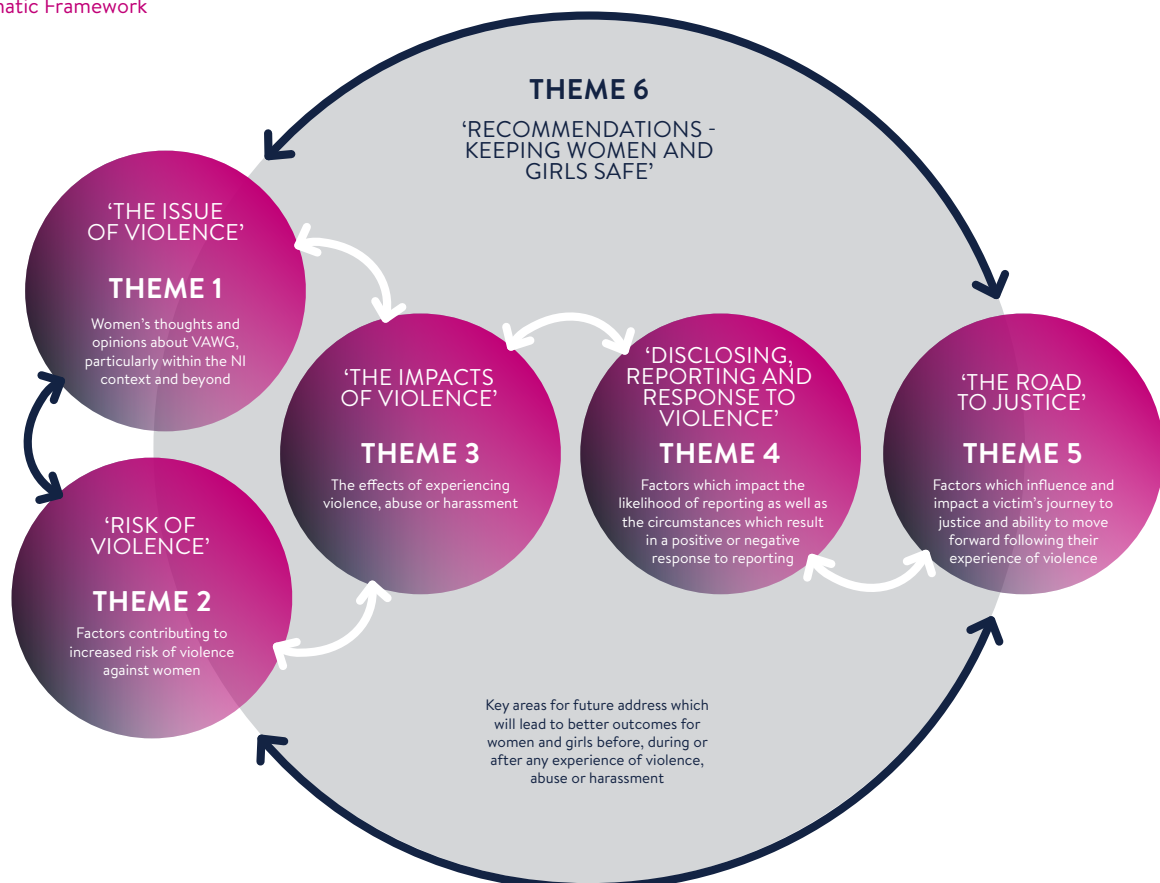 matic Framework
THEME 6
‘RECOMMENDATIONS -
KEEPING WOMEN AND
GIRLS SAFE’
‘THE ISSUE
OF VIOLENCE’
THEME 1
Women’s thoughts and
opinions about VAWG,
particularly within the NI
context and beyond
‘RISK OF
VIOLENCE’
THEME 2
Factors contributing to
increased risk of violence
against women
‘THE IMPACTS
OF VIOLENCE’
THEME 3
The effects of experiencing
violence, abuse or harassment
‘DISCLOSING,
REPORTING AND
RESPONSE TO
VIOLENCE’
THEME 4
Factors which impact the
likelihood of reporting as well as
the circumstances which result
in a positive or negative
response to reporting
‘THE ROAD
TO JUSTICE’
THEME 5
Factors which influence and
impact a victim’s journey to
justice and ability to move
forward following their
experience of violence
Key areas for future address which
will lead to better outcomes for
women and girls before, during or
after any experience of violence,
abuse or harassment